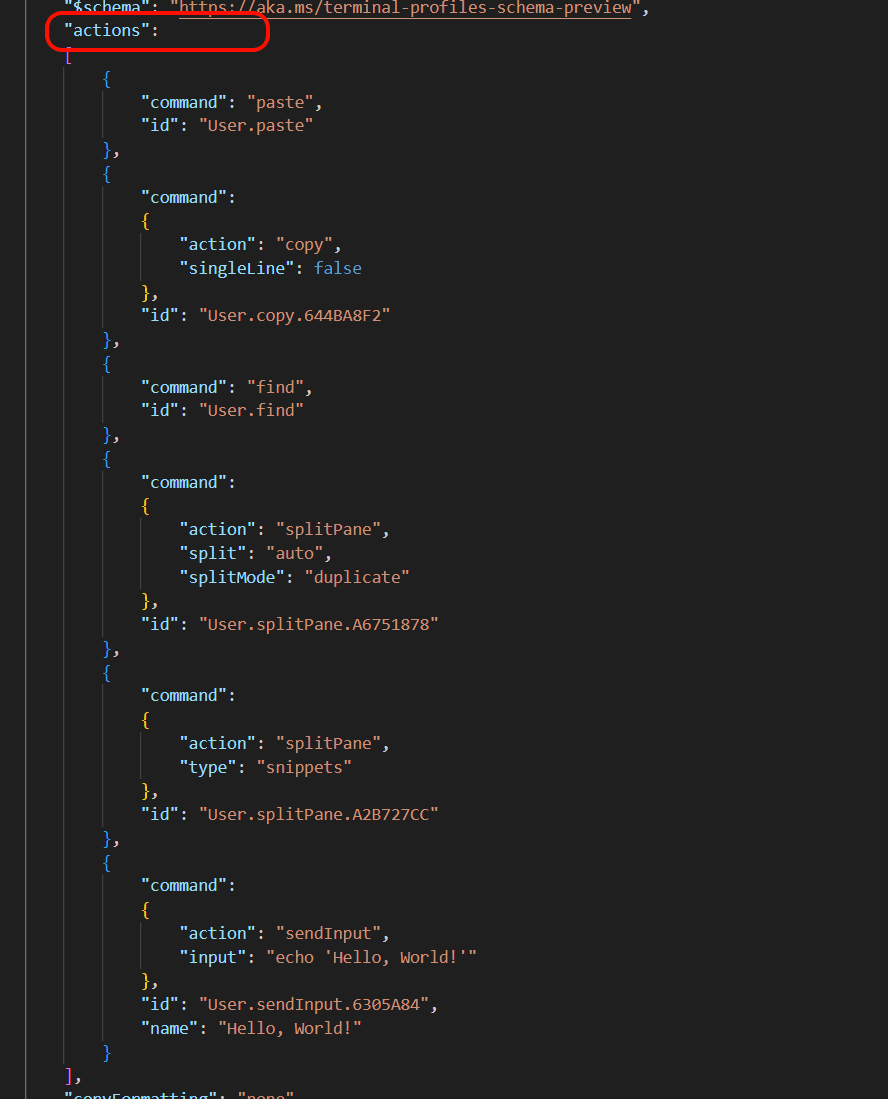 "$schema": "https://aka.ms/terminal-profiles-schema-preview",
"actions":
[
{
"command": "paste",
"id": "User.paste"
},
{
"command":
{
"action": "copy",
"singleLine": false
},
"id": "User.copy.644BA8F2"
},
{
"command": "find",
"id": "User.find"
},
{
"command":
{
"action": "splitPane",
"split": "auto",
"splitMode": "duplicate"
},
"id": "User.splitPane.A6751878"
},
{
"command":
{
"action": "splitPane",
"type": "snippets"
},
"id": "User.splitPane.A2B727CC"
},
{
"command":
{
"action": "sendInput",
"input": "echo 'Hello, World!'"
},
"id": "User.sendInput.6305A84",
"name": "Hello, World!"
}
],
"copyFormatting": "none"